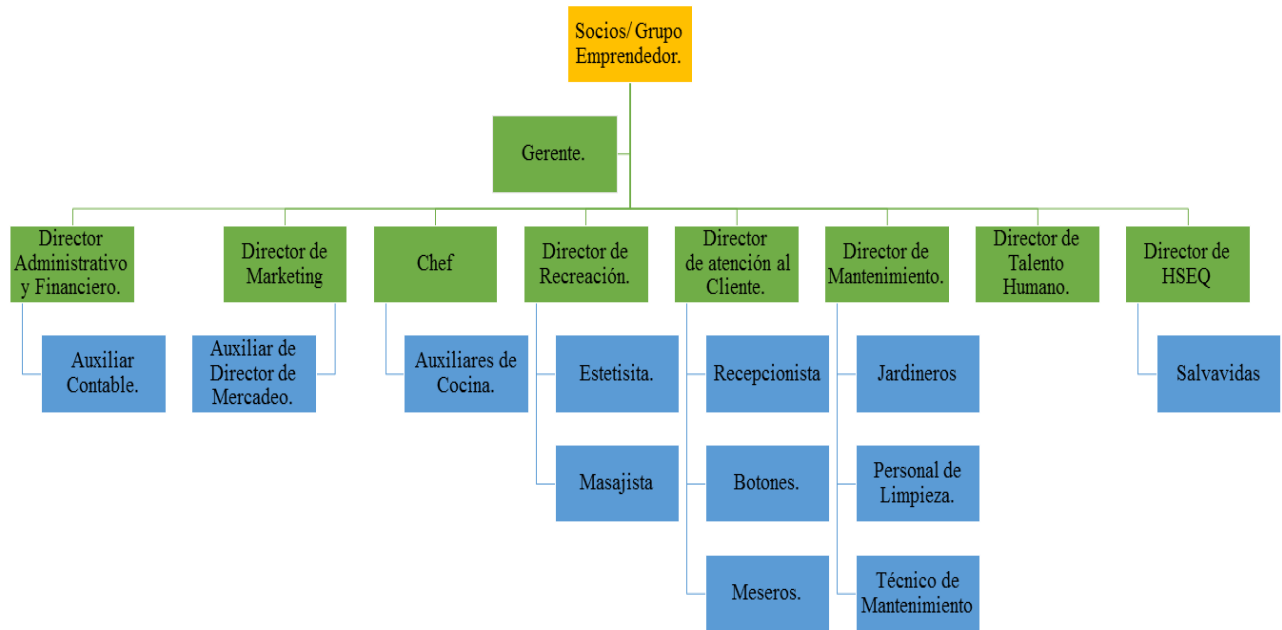 Socios/ Grupo
Emprendedor.
Gerente.
Director
Administrativo
y Financiero.
Director de
Marketing
Chef
Director de
Recreación.
Director
de atención al
Cliente.
Director de
Mantenimiento.
Director de
Talento
Humano.
Director de
HSEQ
Auxiliar
Contable.
Auxiliar de
Director de
Mercadeo.
Auxiliares de
Cocina.
Estetisita.
Recepcionista
Jardineros
Salvavidas
Masajista
Botones.
Personal de
Limpieza.
Meseros.
Técnico de
Mantenimiento